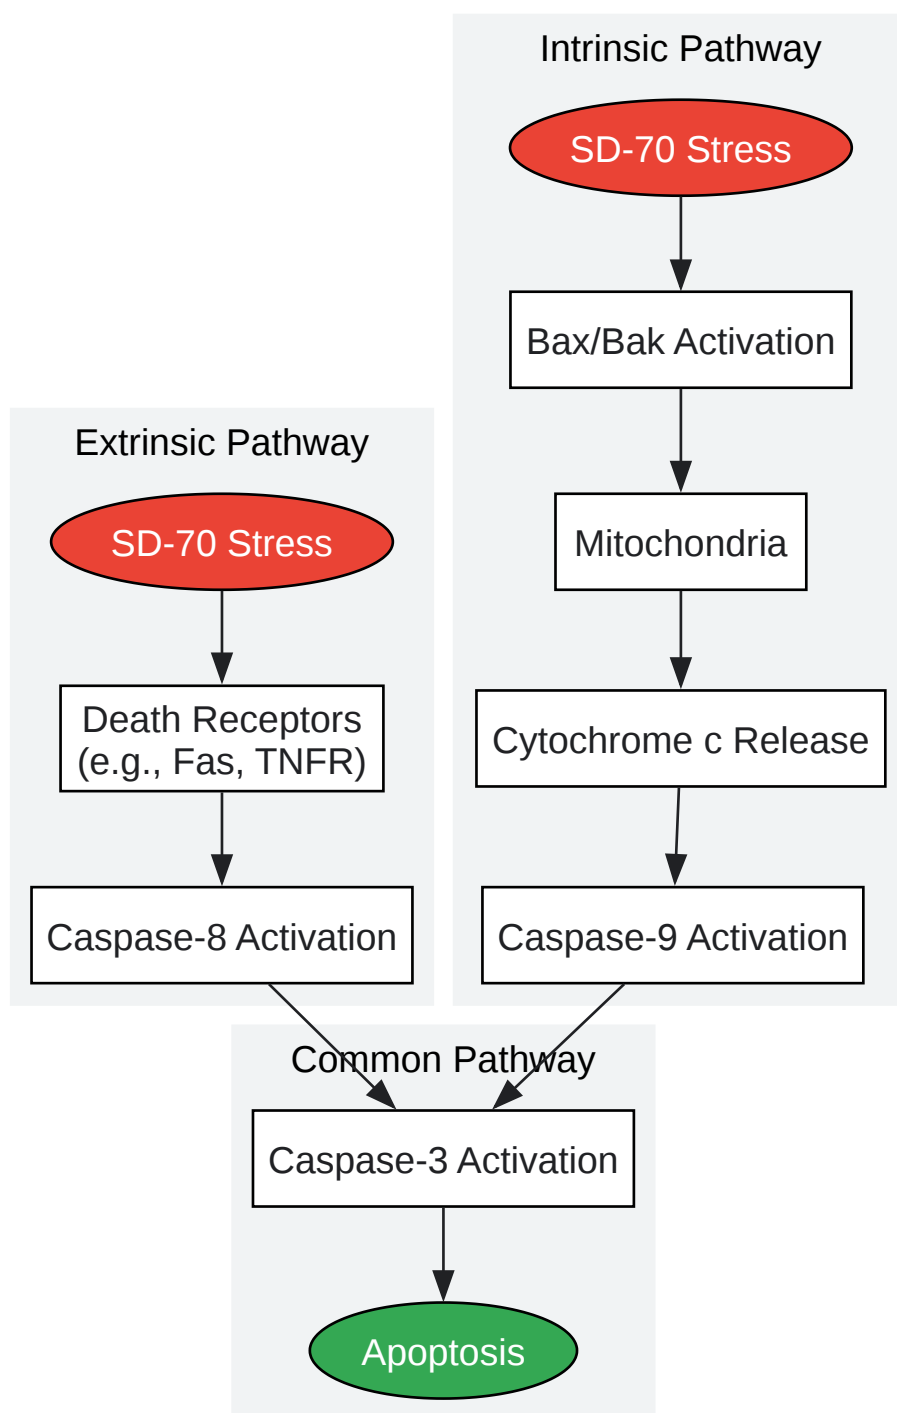 Intrinsic Pathway
SD-70 Stress
Bax/Bak Activation
Mitochondria
Cytochrome c Release
Caspase-9 Activation
Extrinsic Pathway
SD-70 Stress
Death Receptors
(e.g., Fas, TNFR)
Caspase-8 Activation
Common Pathway
Caspase-3 Activation
Apoptosis